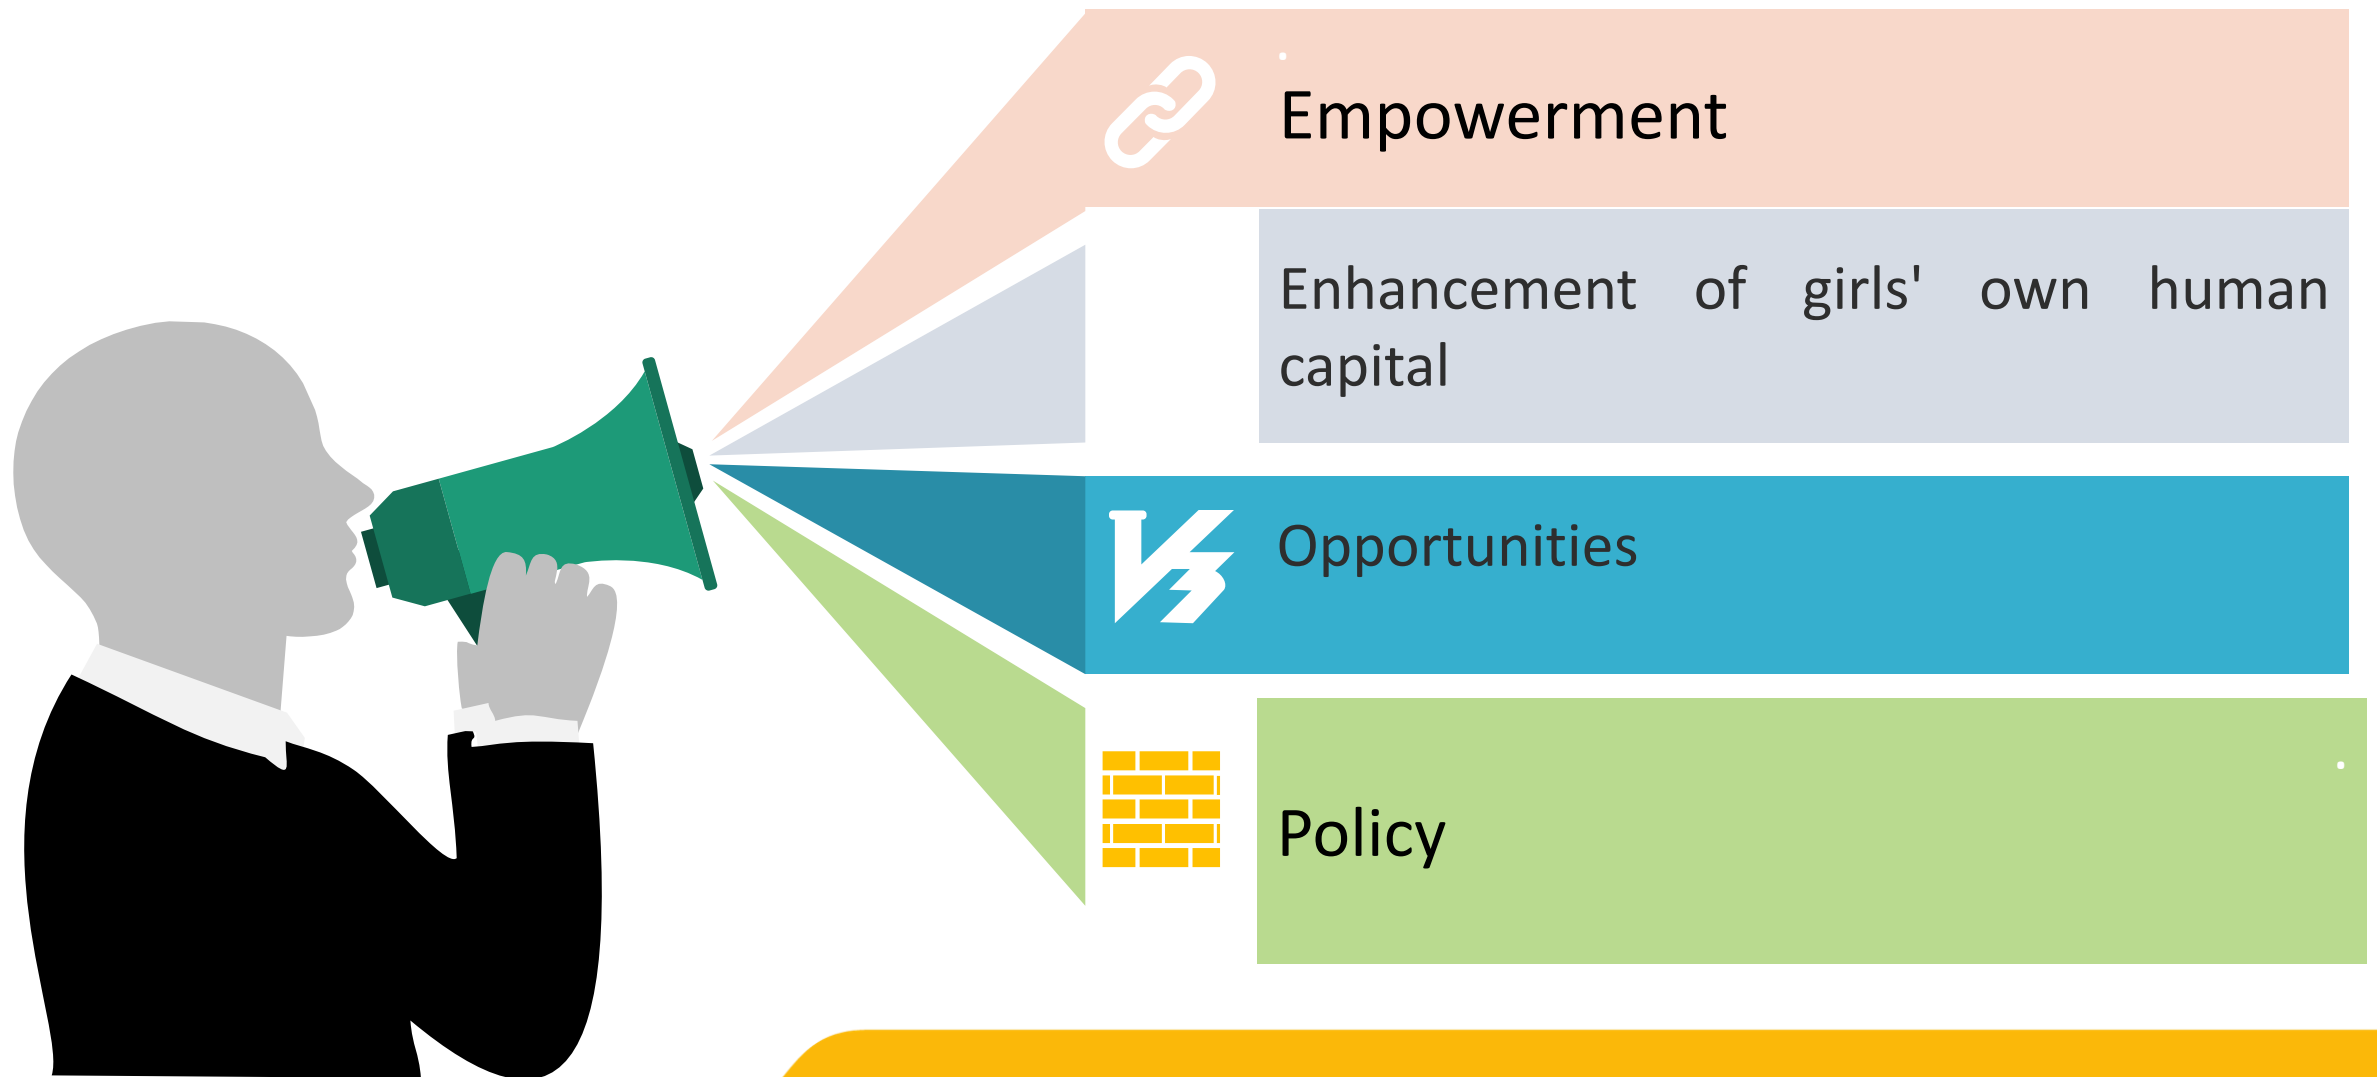 Empowerment
Enhancement of girls' own human
capital
Opportunities
Policy